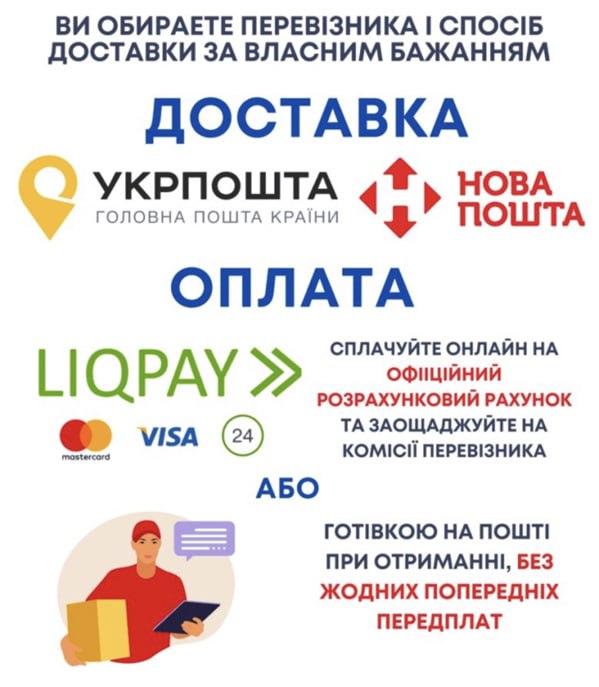 ВИ ОБИРАЕТЕ ПЕРЕВІЗНИКА І СПОСІБ
ДОСТАВКИ ЗА ВЛАСНИМ БАЖАННЯМ
ДОСТАВКА
УКРПОШТА
ГОЛОВНА ПОШТА КРАЇНИ
НОВА
ПОШТА
ОПЛАТА
LIQPAY
mastercard
VISA
24
СПЛАЧУЙТЕ ОНЛАЙН НА
ОФІІЦІЙНИЙ
РОЗРАХУНКОВИЙ РАХУНОК
ТА ЗАОЩАДЖУЙТЕ НА
КОМІСІЇ ПЕРЕВІЗНИКА
АБО
ГОТІВКОЮ НА ПОШТІ
ПРИ ОТРИМАННІ, БЕЗ
ЖОДНИХ ПОПЕРЕДНІХ
ПЕРЕДПЛАТ